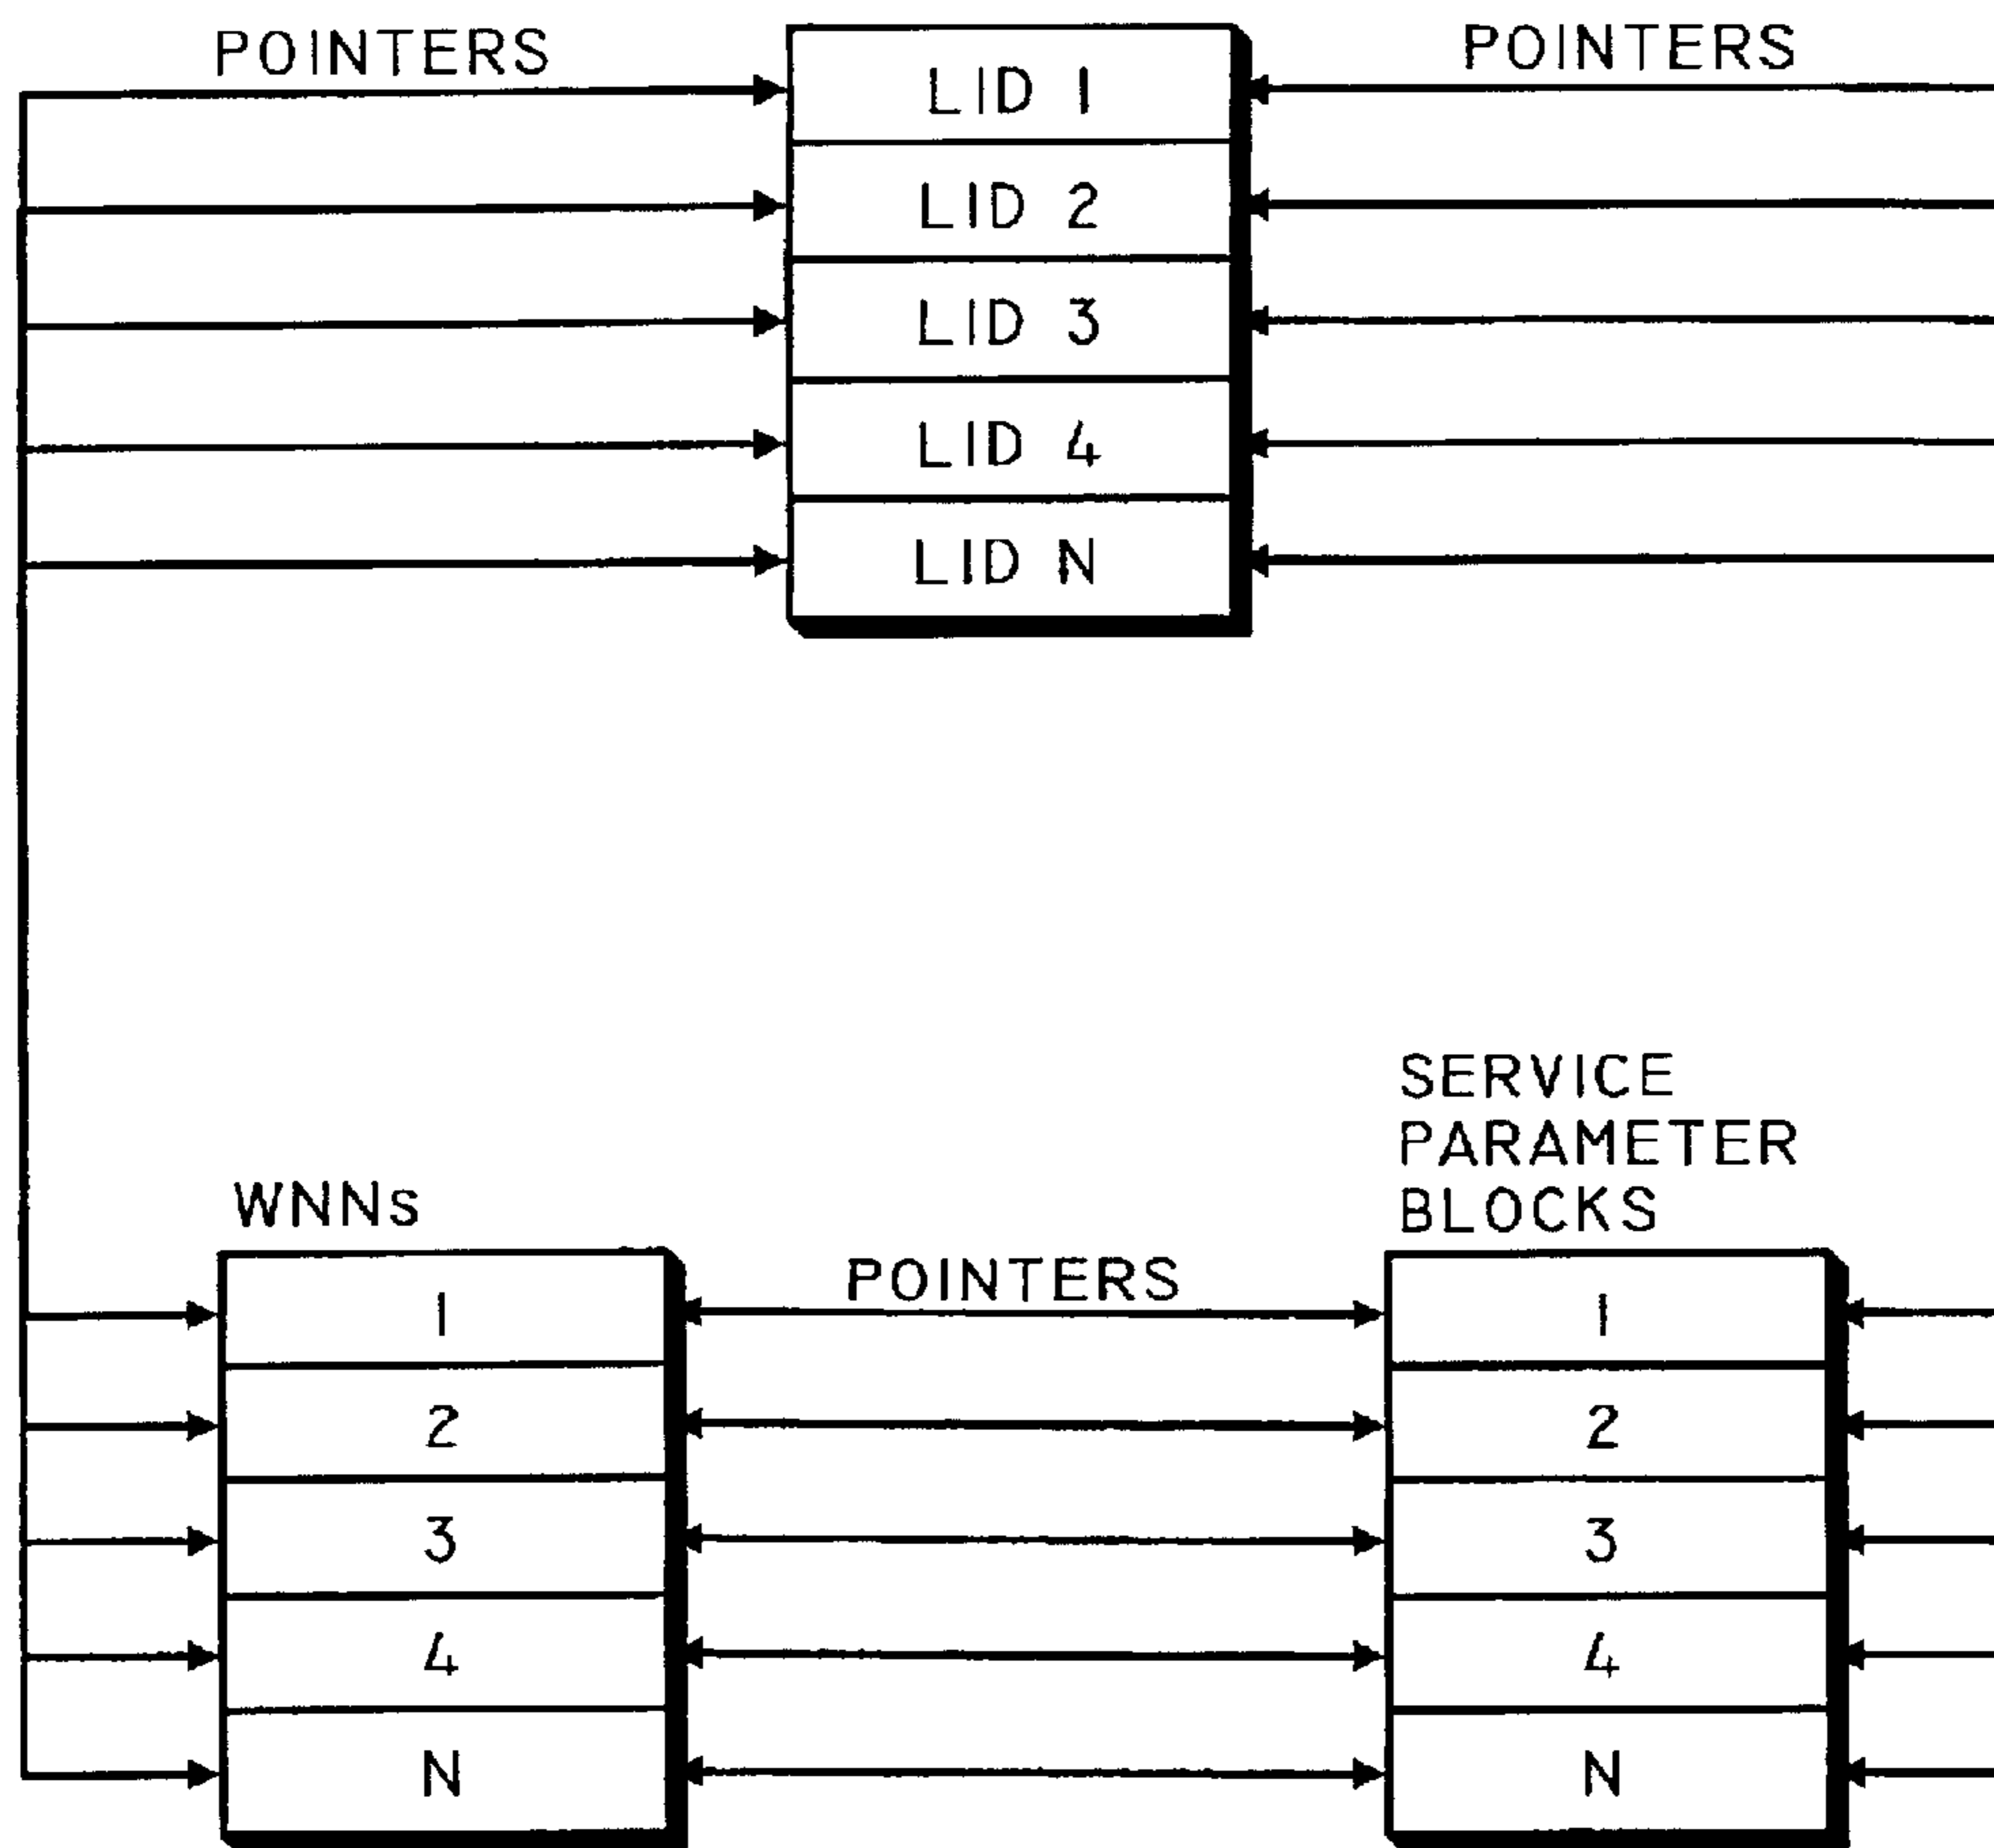 POINTERS
POINTERS
LID 1
LID 2
LID 3
LID 4
LID N
SERVICE
PARAMETER
BLOCKS
WNNs
POINTERS
1
2
3
4
N
1
2
3
4
N